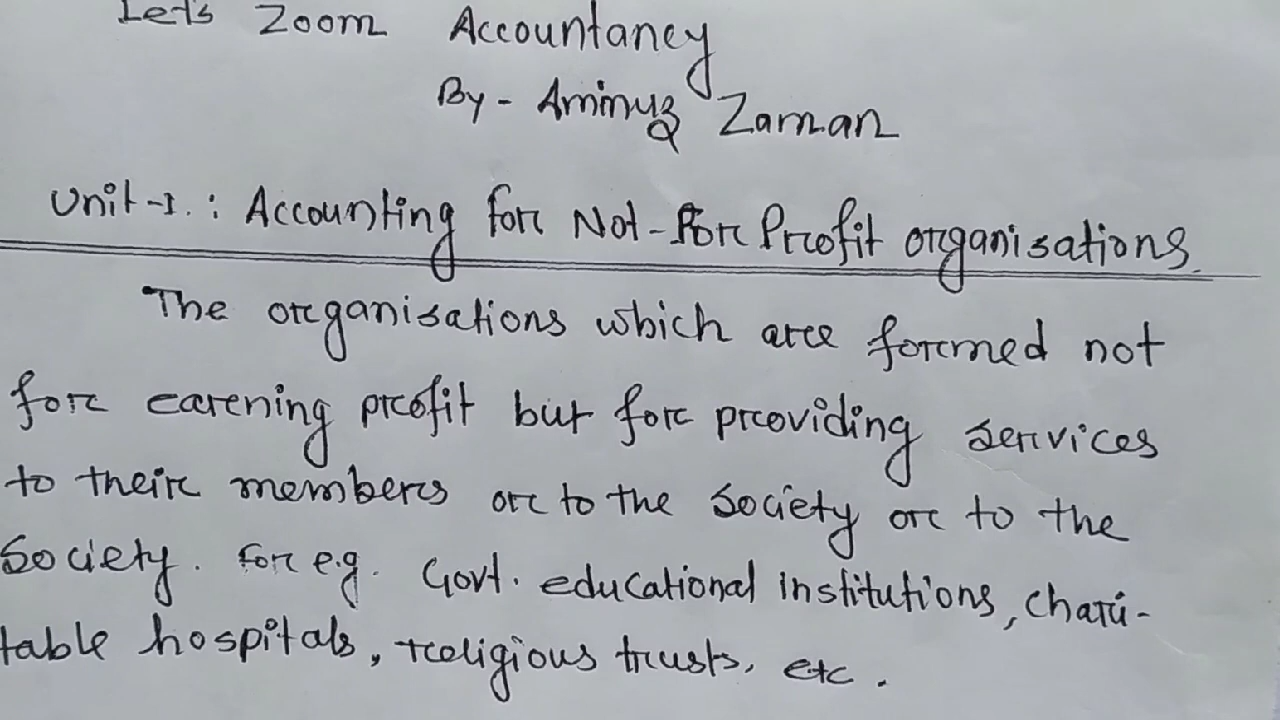 Let's Zoom Accountancy
By - Aminuz Zaman
Unit-I. : Accounting for Not-For Profit organisations.
The organisations which are formed not
for earning profit but for providing services
to their members or to the society or to the
Society. For e.g. Govt. educational institutions, chari-
table hospitals, religious trusts, etc.